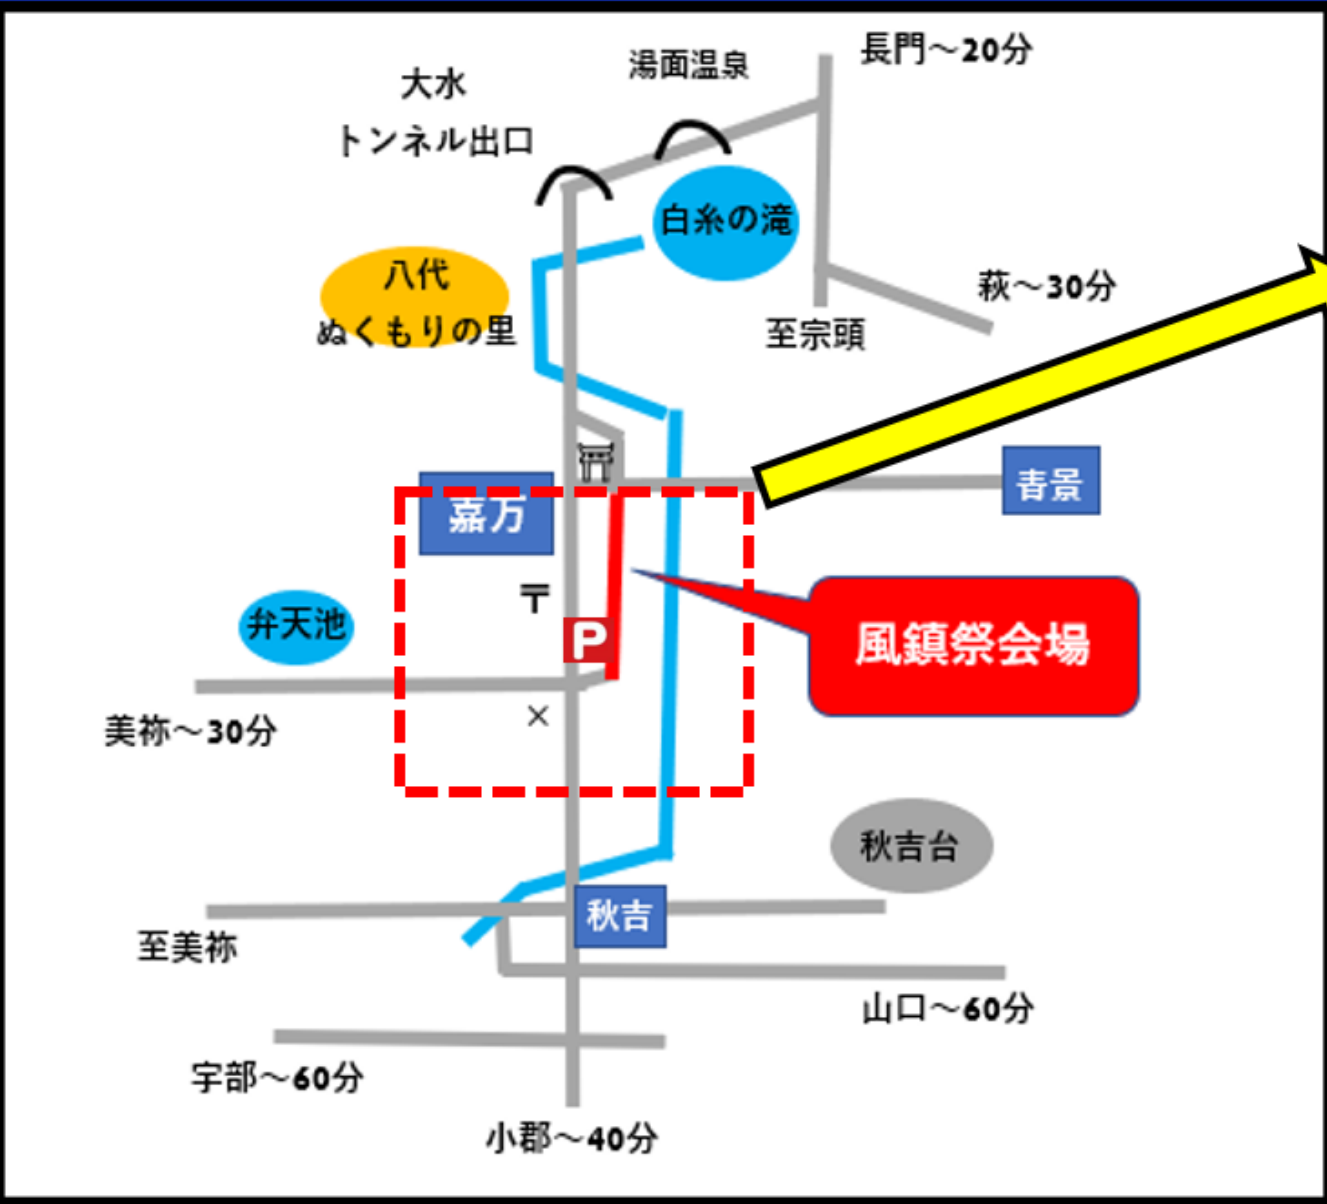 長門～20分
湯面温泉
大水
トンネル出口
白糸の滝
八代
ぬくもりの里
萩～30分
至宗頭
青景
嘉万
〒
P
弁天池
風鎮祭会場
美祢～30分
×
秋吉台
秋吉
至美祢
山口～60分
宇部～60分
小郡～40分